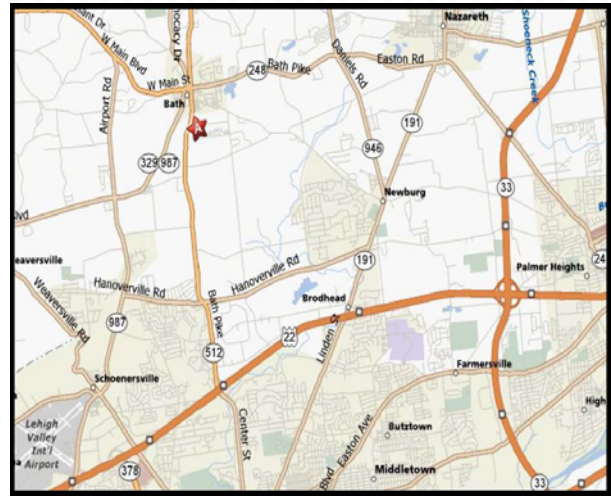 Nazareth
W Main Blvd
W Main St
248
Bath Pike
Easton Rd
Daniels Rd
Shoeneck Creek
Airport Rd
Bath
191
329
987
946
33
Newburg
Hanoverville Rd
Hanoverville Rd
191
Palmer Heights
Weaversville Rd
987
Bath Pike
Brodhead
22
Linden St
512
Schoenersville
Farmersville
Lehigh
Valley
Int'l
Airport
Center St
Easton Ave
Butztown
378
Blvd
Middletown
33